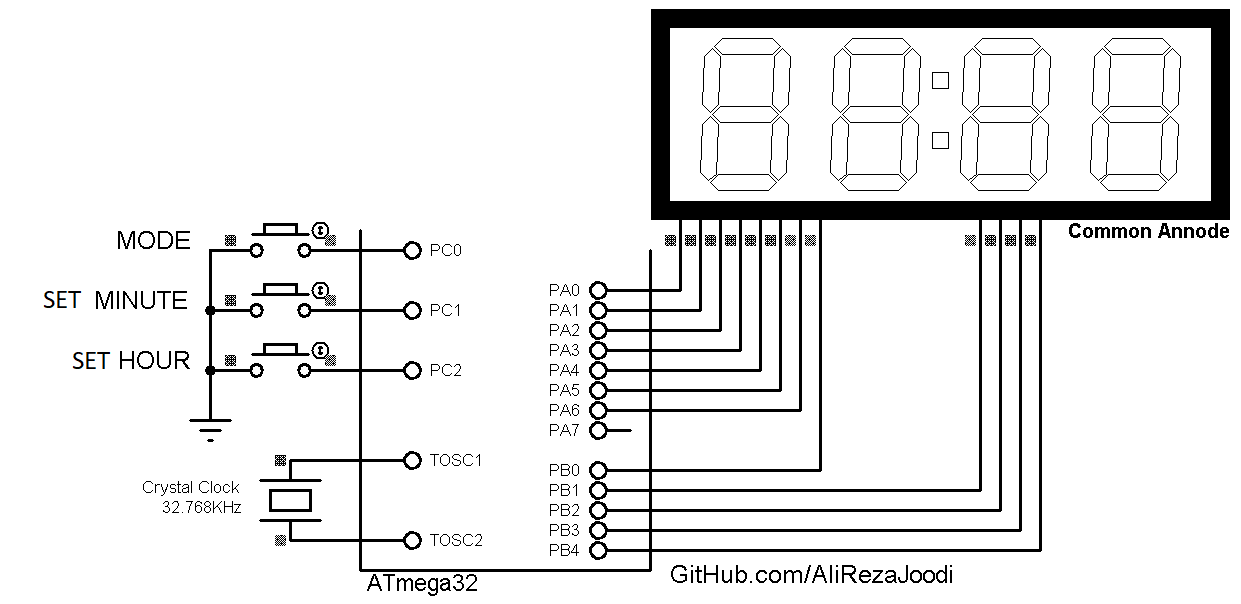 Common Annode
MODE
SET MINUTE
SET HOUR
PC0
PC1
PC2
PA0
PA1
PA2
PA3
PA4
PA5
PA6
PA7
TOSC1
TOSC2
PB0
PB1
PB2
PB3
PB4
Crystal Clock
32.768KHz
ATmega32
GitHub.com/AliRezaJoodi